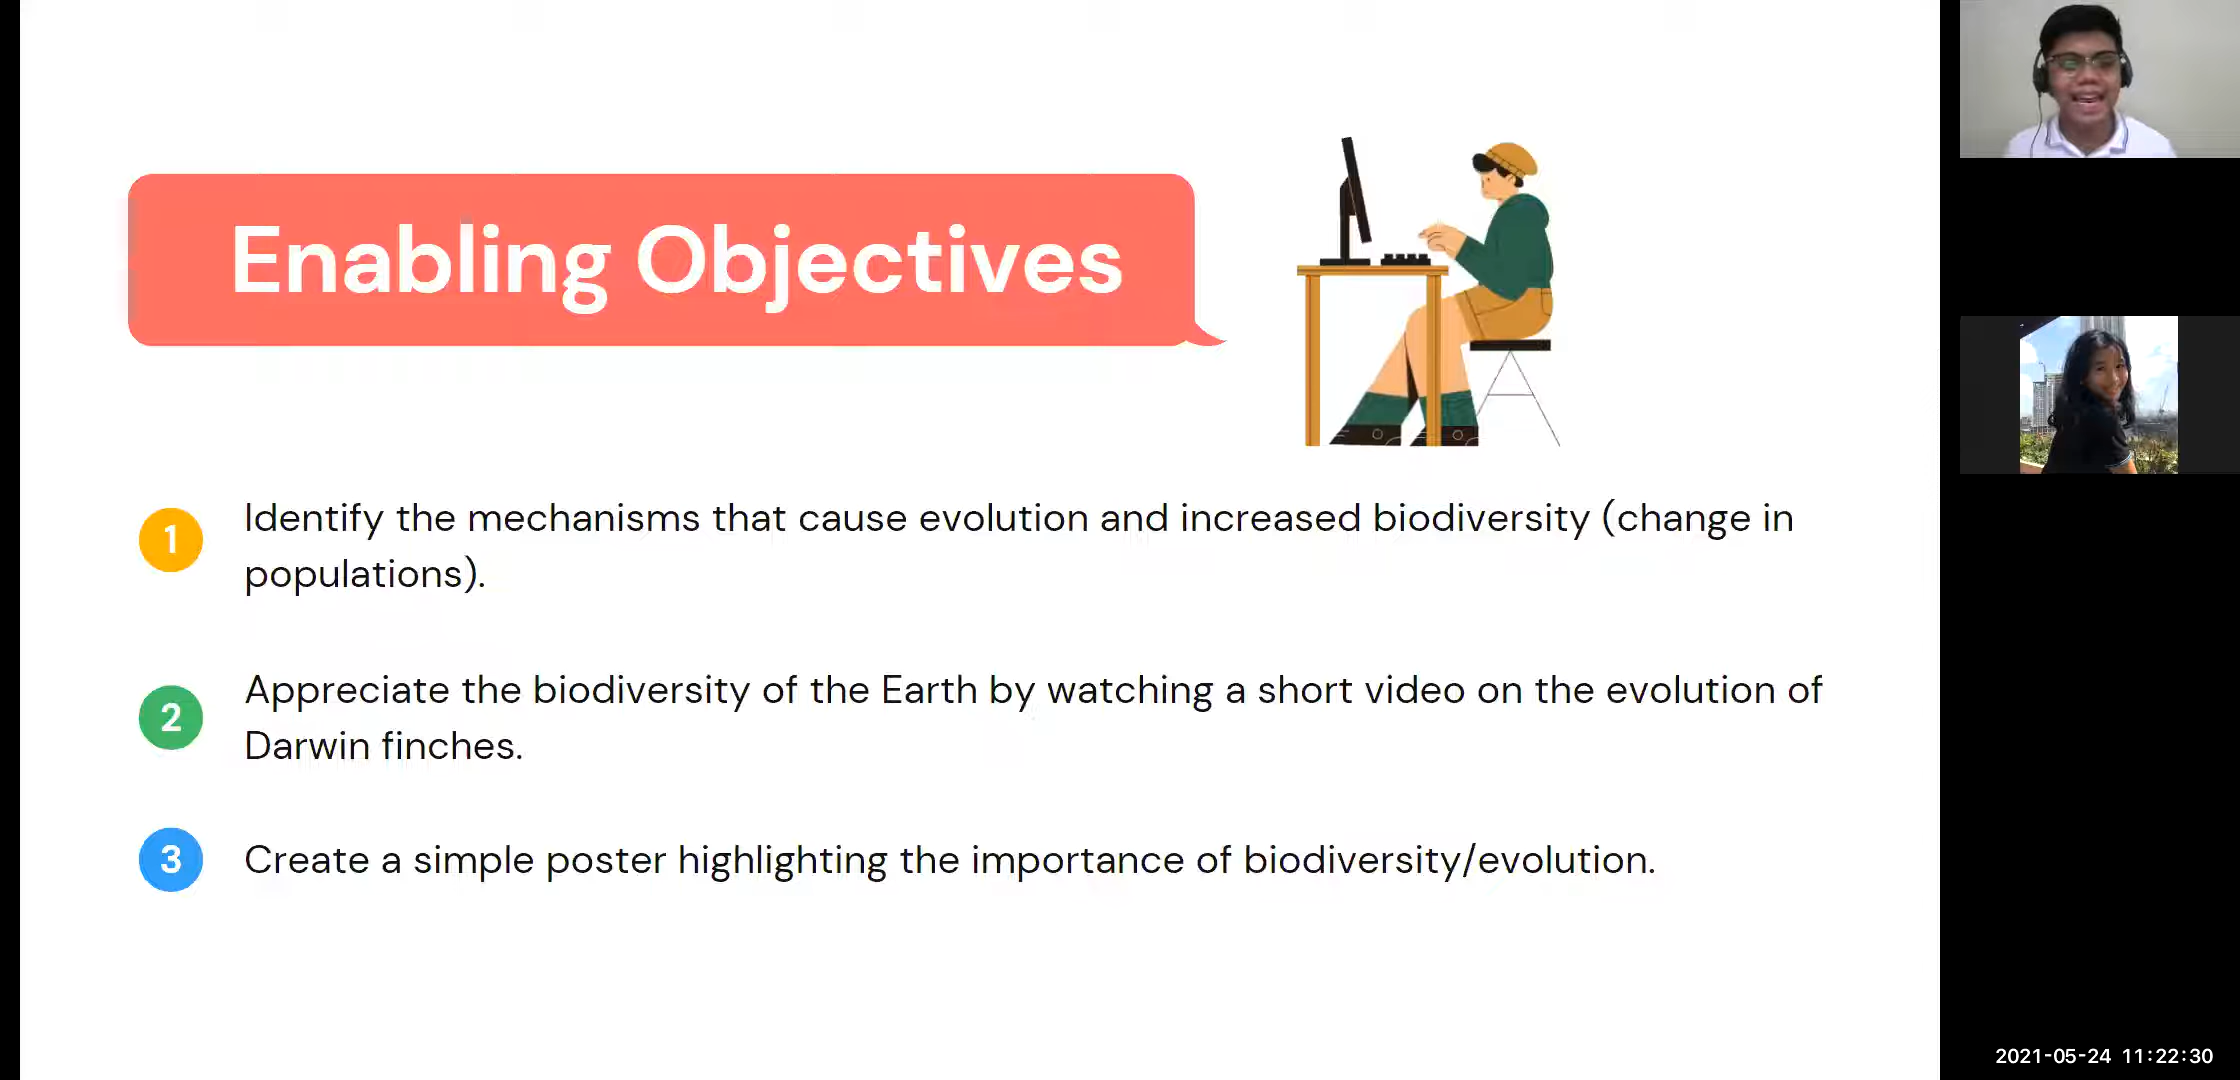 Enabling Objectives
1
Identify the mechanisms that cause evolution and increased biodiversity (change in
populations).
2
Appreciate the biodiversity of the Earth by watching a short video on the evolution of
Darwin finches.
3
Create a simple poster highlighting the importance of biodiversity/evolution.
2021-05-24 11:22:30